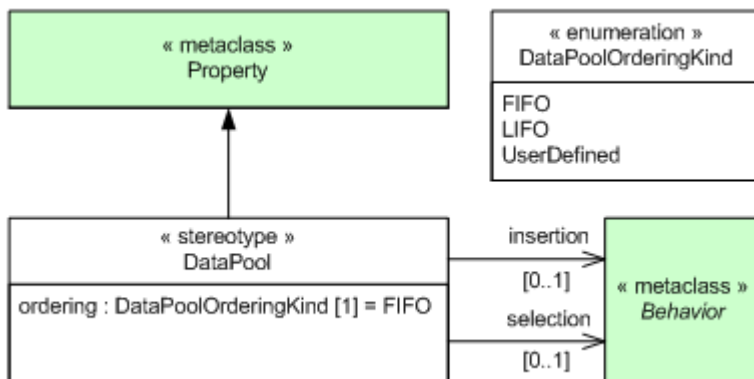 « metaclass »
Property
« enumeration »
DataPoolOrderingKind
FIFO
LIFO
UserDefined
« stereotype »
DataPool
ordering : DataPoolOrderingKind [1] = FIFO
insertion
[0..1]
selection
[0..1]
« metaclass »
Behavior